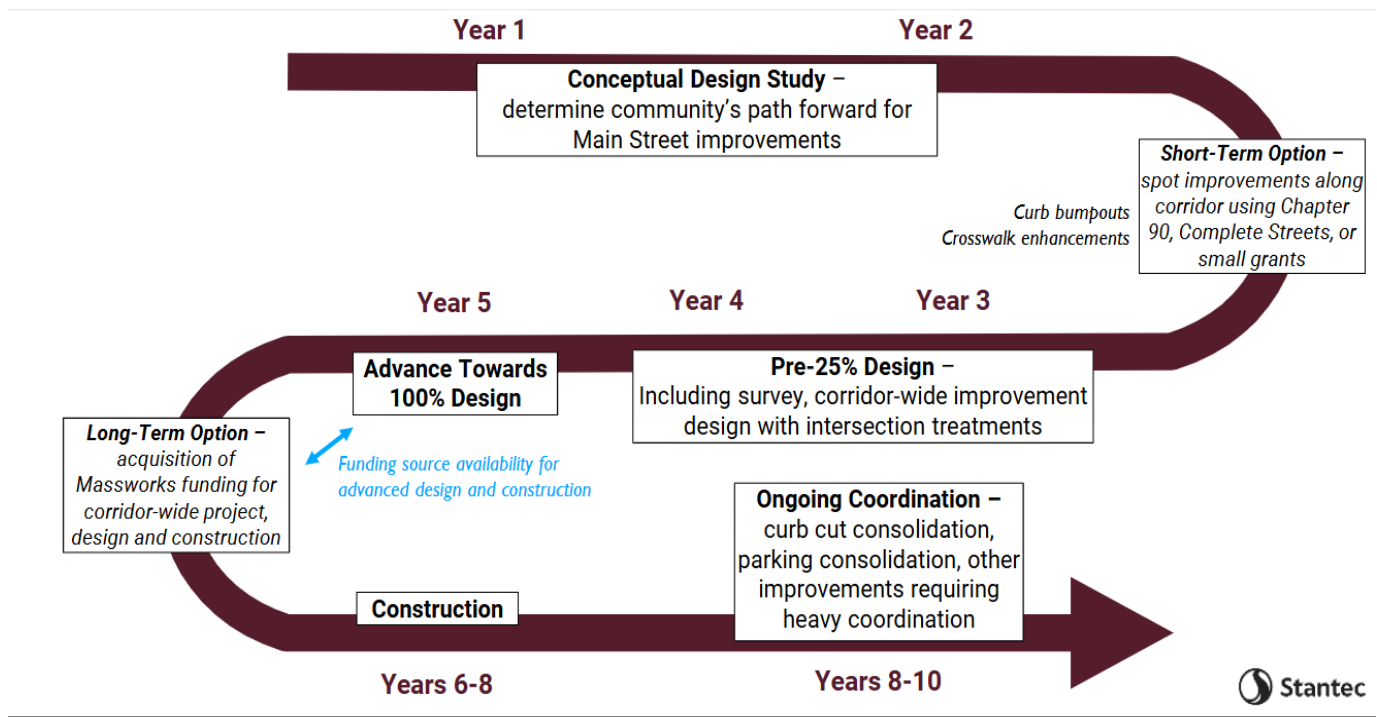 Year 1
Year 2
Conceptual Design Study –
determine community's path forward for
Main Street improvements
Short-Term Option –
spot improvements along
corridor using Chapter
90, Complete Streets, or
small grants
Curb bumpouts
Crosswalk enhancements
Year 5
Year 4
Year 3
Advance Towards
100% Design
Pre-25% Design –
Including survey, corridor-wide improvement
design with intersection treatments
Long-Term Option –
acquisition of
Massworks funding for
corridor-wide project,
design and construction
Funding source availability for
advanced design and construction
Ongoing Coordination –
curb cut consolidation,
parking consolidation, other
improvements requiring
heavy coordination
Construction
Years 6-8
Years 8-10
Stantec